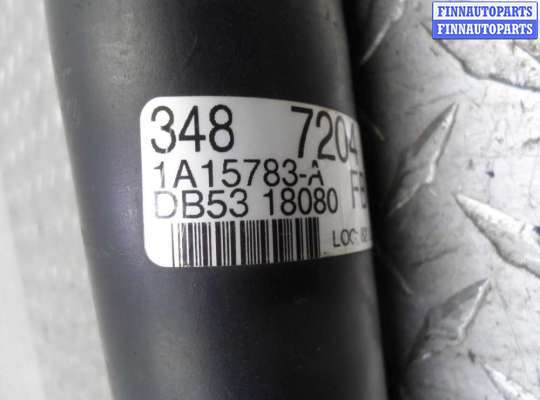 FINNAUTOPARTS
FINNAUTOPARTS
348 7204
1A15783-A
DB53 18080
LOC: